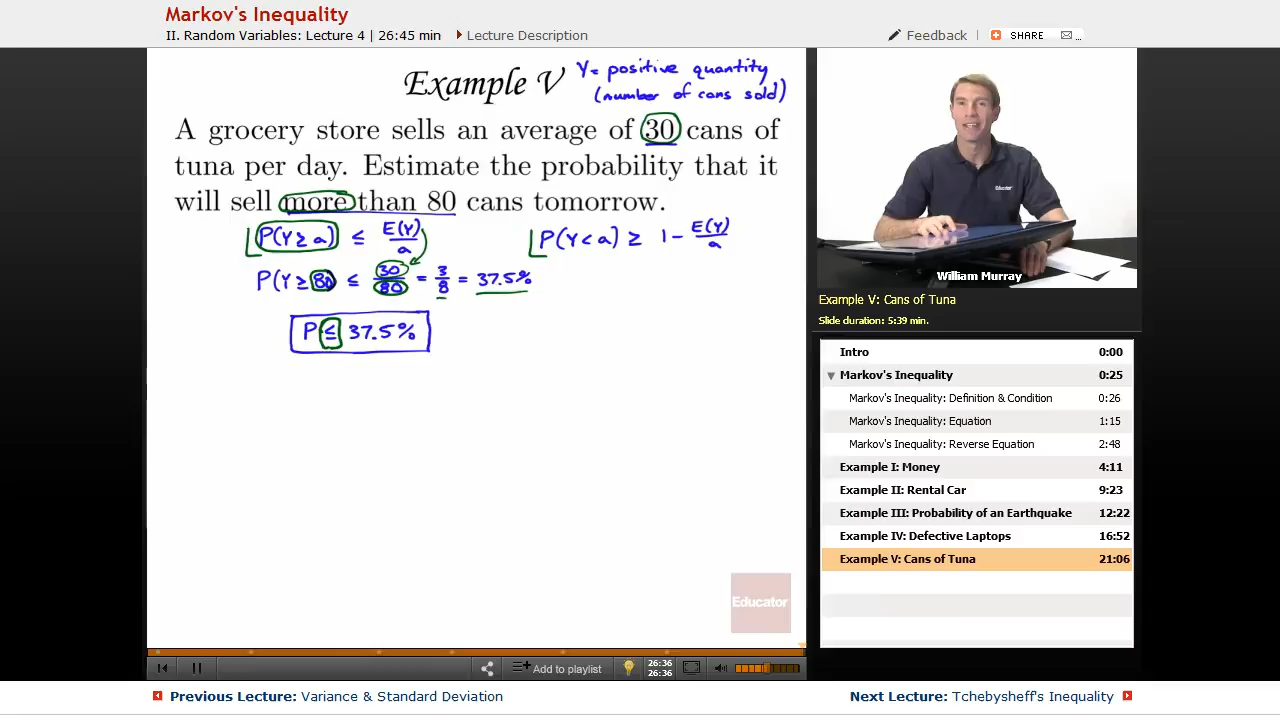 Markov's Inequality
II. Random Variables: Lecture 4 | 26:45 min
Lecture Description
Feedback
SHARE
Example V
Y = positive quantity
(number of cans sold)
A grocery store sells an average of 30 cans of
tuna per day. Estimate the probability that it
will sell more than 80 cans tomorrow.
P(Y ≥ a) ≤ E(Y)/a
P(Y < a) ≥ 1 - E(Y)/a
P(Y ≥ 80 ≤ 30/80 = 3/8 = 37.5%
P ≤ 37.5%
Educator
Educator
William Murray
Example V: Cans of Tuna
Slide duration: 5:39 min.
Intro 0:00
Markov's Inequality 0:25
Markov's Inequality: Definition & Condition 0:26
Markov's Inequality: Equation 1:15
Markov's Inequality: Reverse Equation 2:48
Example I: Money 4:11
Example II: Rental Car 9:23
Example III: Probability of an Earthquake 12:22
Example IV: Defective Laptops 16:52
Example V: Cans of Tuna 21:06
Add to playlist
26:36
26:36
Previous Lecture: Variance & Standard Deviation
Next Lecture: Tchebysheff's Inequality